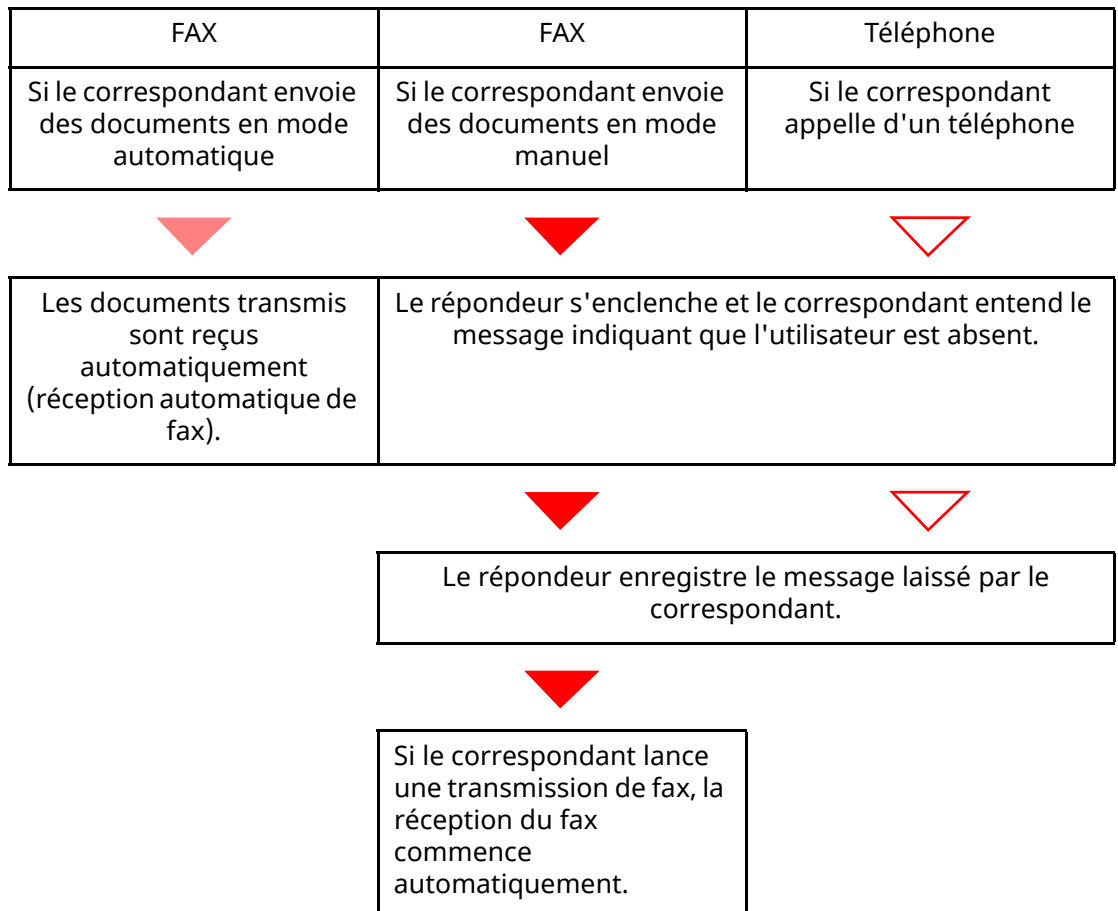 FAX
FAX
Téléphone
Si le correspondant envoie
des documents en mode
automatique
Si le correspondant envoie
des documents en mode
manuel
Si le correspondant
appelle d'un téléphone
Les documents transmis
sont reçus
automatiquement
(réception automatique de
fax).
Le répondeur s'enclenche et le correspondant entend le
message indiquant que l'utilisateur est absent.
Le répondeur enregistre le message laissé par le
correspondant.
Si le correspondant lance
une transmission de fax, la
réception du fax
commence
automatiquement.